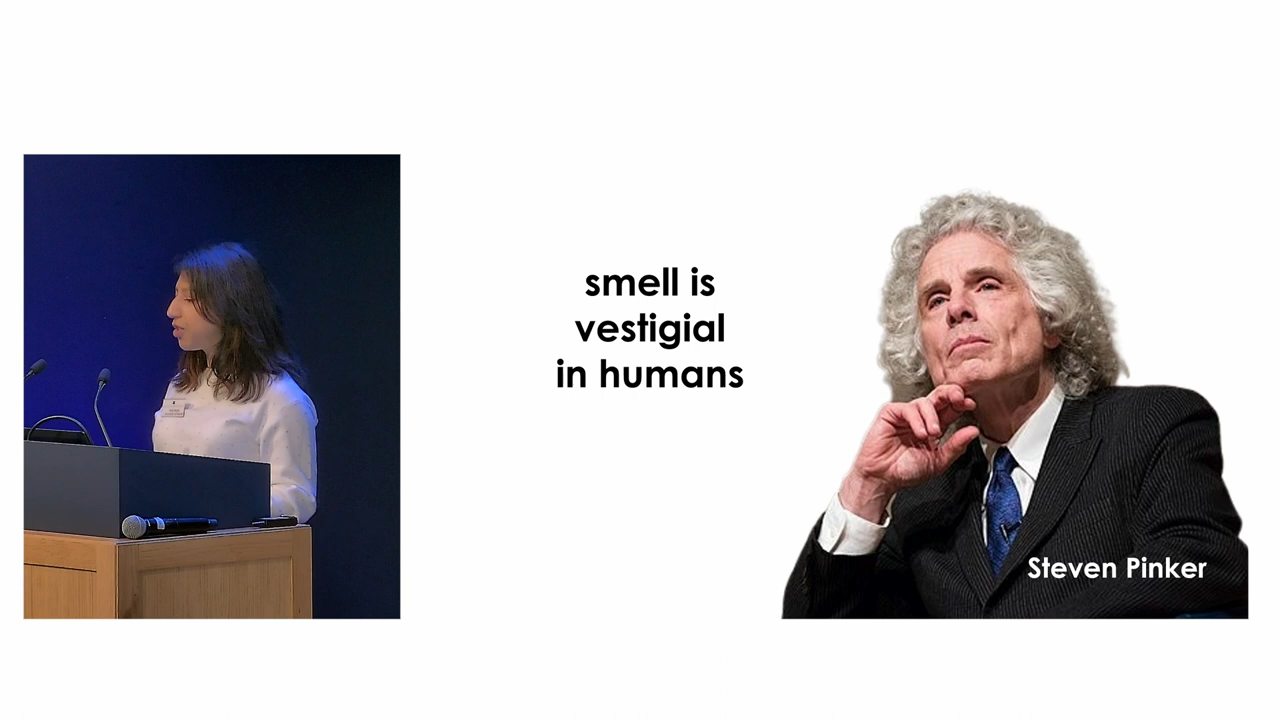 smell is
vestigial
in humans
Steven Pinker